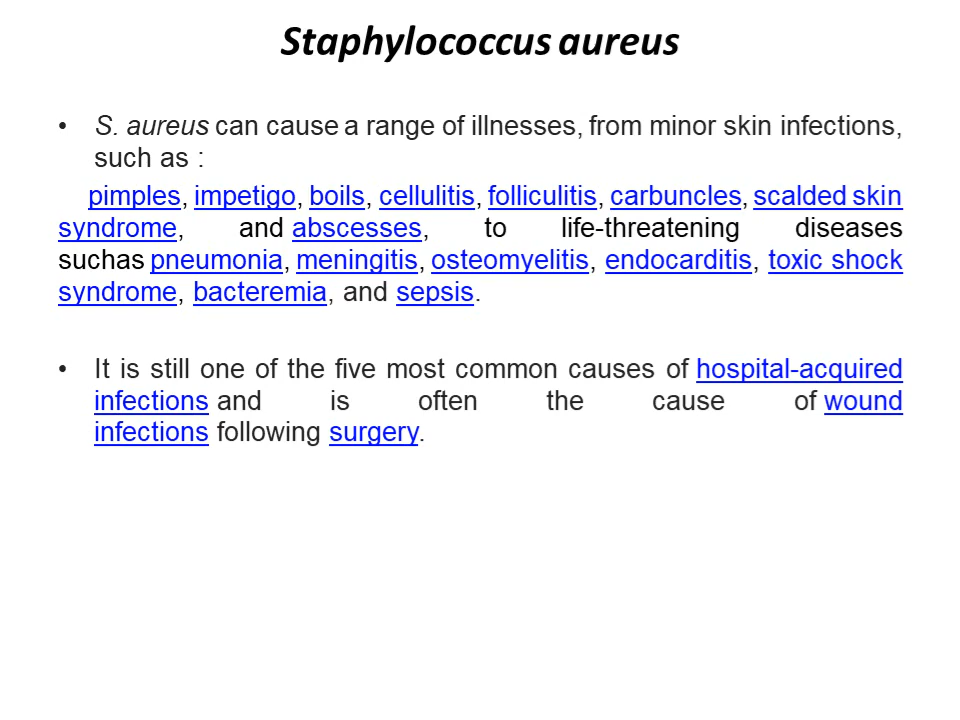 Staphylococcus aureus
• S. aureus can cause a range of illnesses, from minor skin infections,
such as :
pimples, impetigo, boils, cellulitis, folliculitis, carbuncles, scalded skin
syndrome, and abscesses, to life-threatening diseases
suchas pneumonia, meningitis, osteomyelitis, endocarditis, toxic shock
syndrome, bacteremia, and sepsis.
• It is still one of the five most common causes of hospital-acquired
infections and is often the cause of wound
infections following surgery.